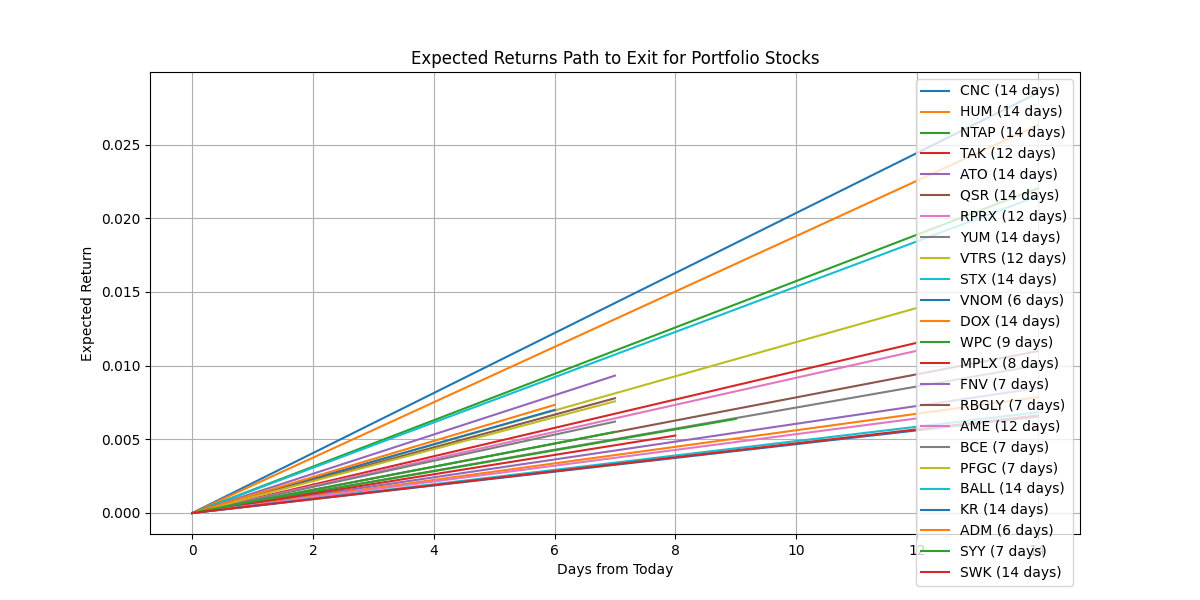 Expected Returns Path to Exit for Portfolio Stocks
Expected Return
0.025
0.020
0.015
0.010
0.005
0.000
0
2
4
6
8
10
12
Days from Today
CNC (14 days)
HUM (14 days)
NTAP (14 days)
TAK (12 days)
ATO (14 days)
QSR (14 days)
RPRX (12 days)
YUM (14 days)
VTRS (12 days)
STX (14 days)
VNOM (6 days)
DOX (14 days)
WPC (9 days)
MPLX (8 days)
FNV (7 days)
RBGLY (7 days)
AME (12 days)
BCE (7 days)
PFGC (7 days)
BALL (14 days)
KR (14 days)
ADM (6 days)
SYY (7 days)
SWK (14 days)